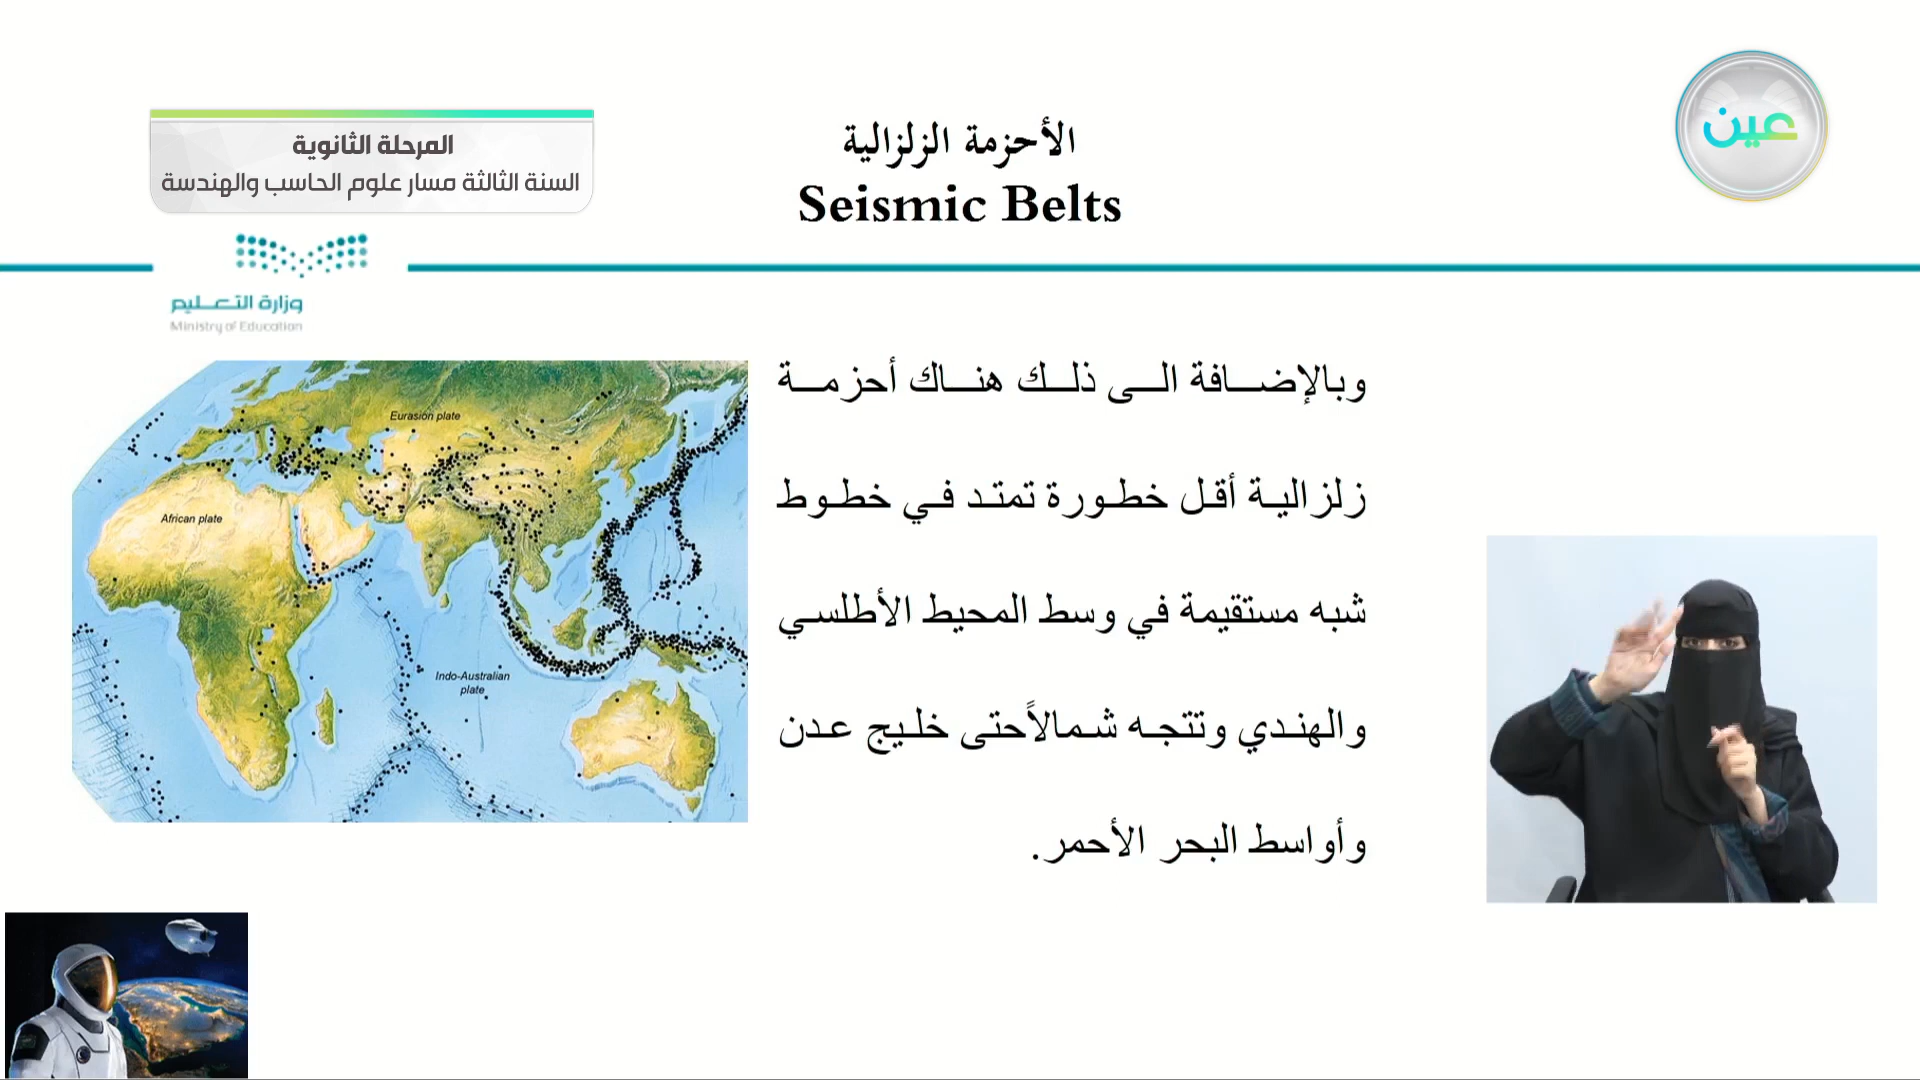 عين
المرحلة الثانوية
السنة الثالثة مسار علوم الحاسب والهندسة
الأحزمة الزلزالية
Seismic Belts
وزارة التعليم
Ministry of Education
وبالإضافة الى ذلك هناك أحزمة
زلزالية أقل خطورة تمتد في خطوط
شبه مستقيمة في وسط المحيط الأطلسي
والهندي وتتجه شمالاًحتى خليج عدن
وأواسط البحر الأحمر.
Eurasion plate
African plate
Indo-Australian
plate